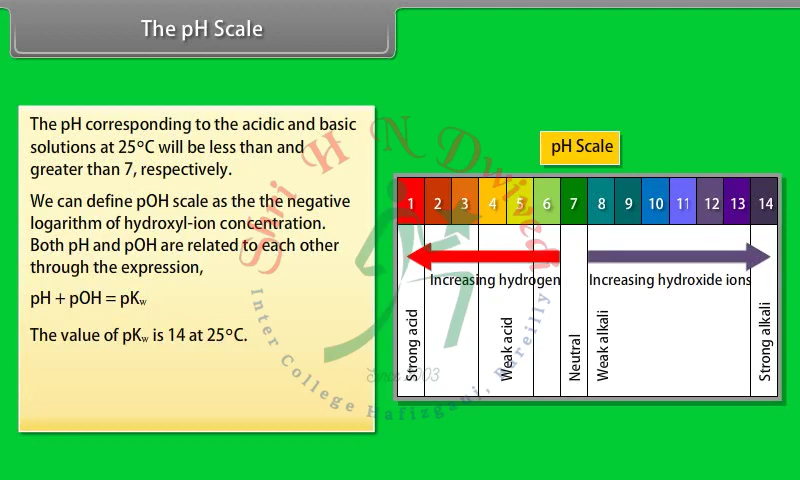 The pH Scale
The pH corresponding to the acidic and basic
solutions at 25°C will be less than and
greater than 7, respectively.
We can define pOH scale as the the negative
logarithm of hydroxyl-ion concentration.
Both pH and pOH are related to each other
through the expression,
pH + pOH = pKw
The value of pKw is 14 at 25°C.
pH Scale
1 2 3 4 5 6 7 8 9 10 11 12 13 14
Increasing hydrogen Increasing hydroxide ions
Strong acid
Weak acid
Neutral
Weak alkali
Strong alkali
Shri H N Dwivedi
Inter College Hafizganj, Bareilly
Since 2003